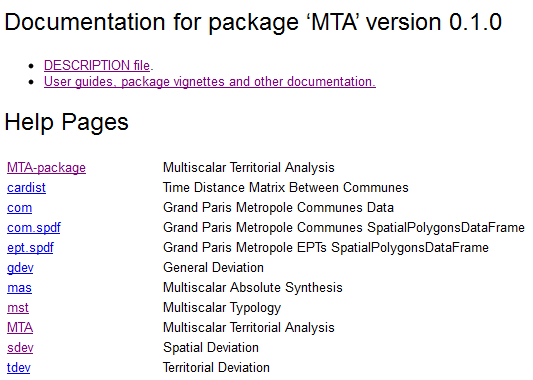 Documentation for package ‘MTA’ version 0.1.0
• DESCRIPTION file.
• User guides, package vignettes and other documentation.
Help Pages
MTA-package Multiscalar Territorial Analysis
cardist Time Distance Matrix Between Communes
com Grand Paris Metropole Communes Data
com.spdf Grand Paris Metropole Communes SpatialPolygonsDataFrame
ept.spdf Grand Paris Metropole EPTs SpatialPolygonsDataFrame
gdev General Deviation
mas Multiscalar Absolute Synthesis
mst Multiscalar Typology
MTA Multiscalar Territorial Analysis
sdev Spatial Deviation
tdev Territorial Deviation